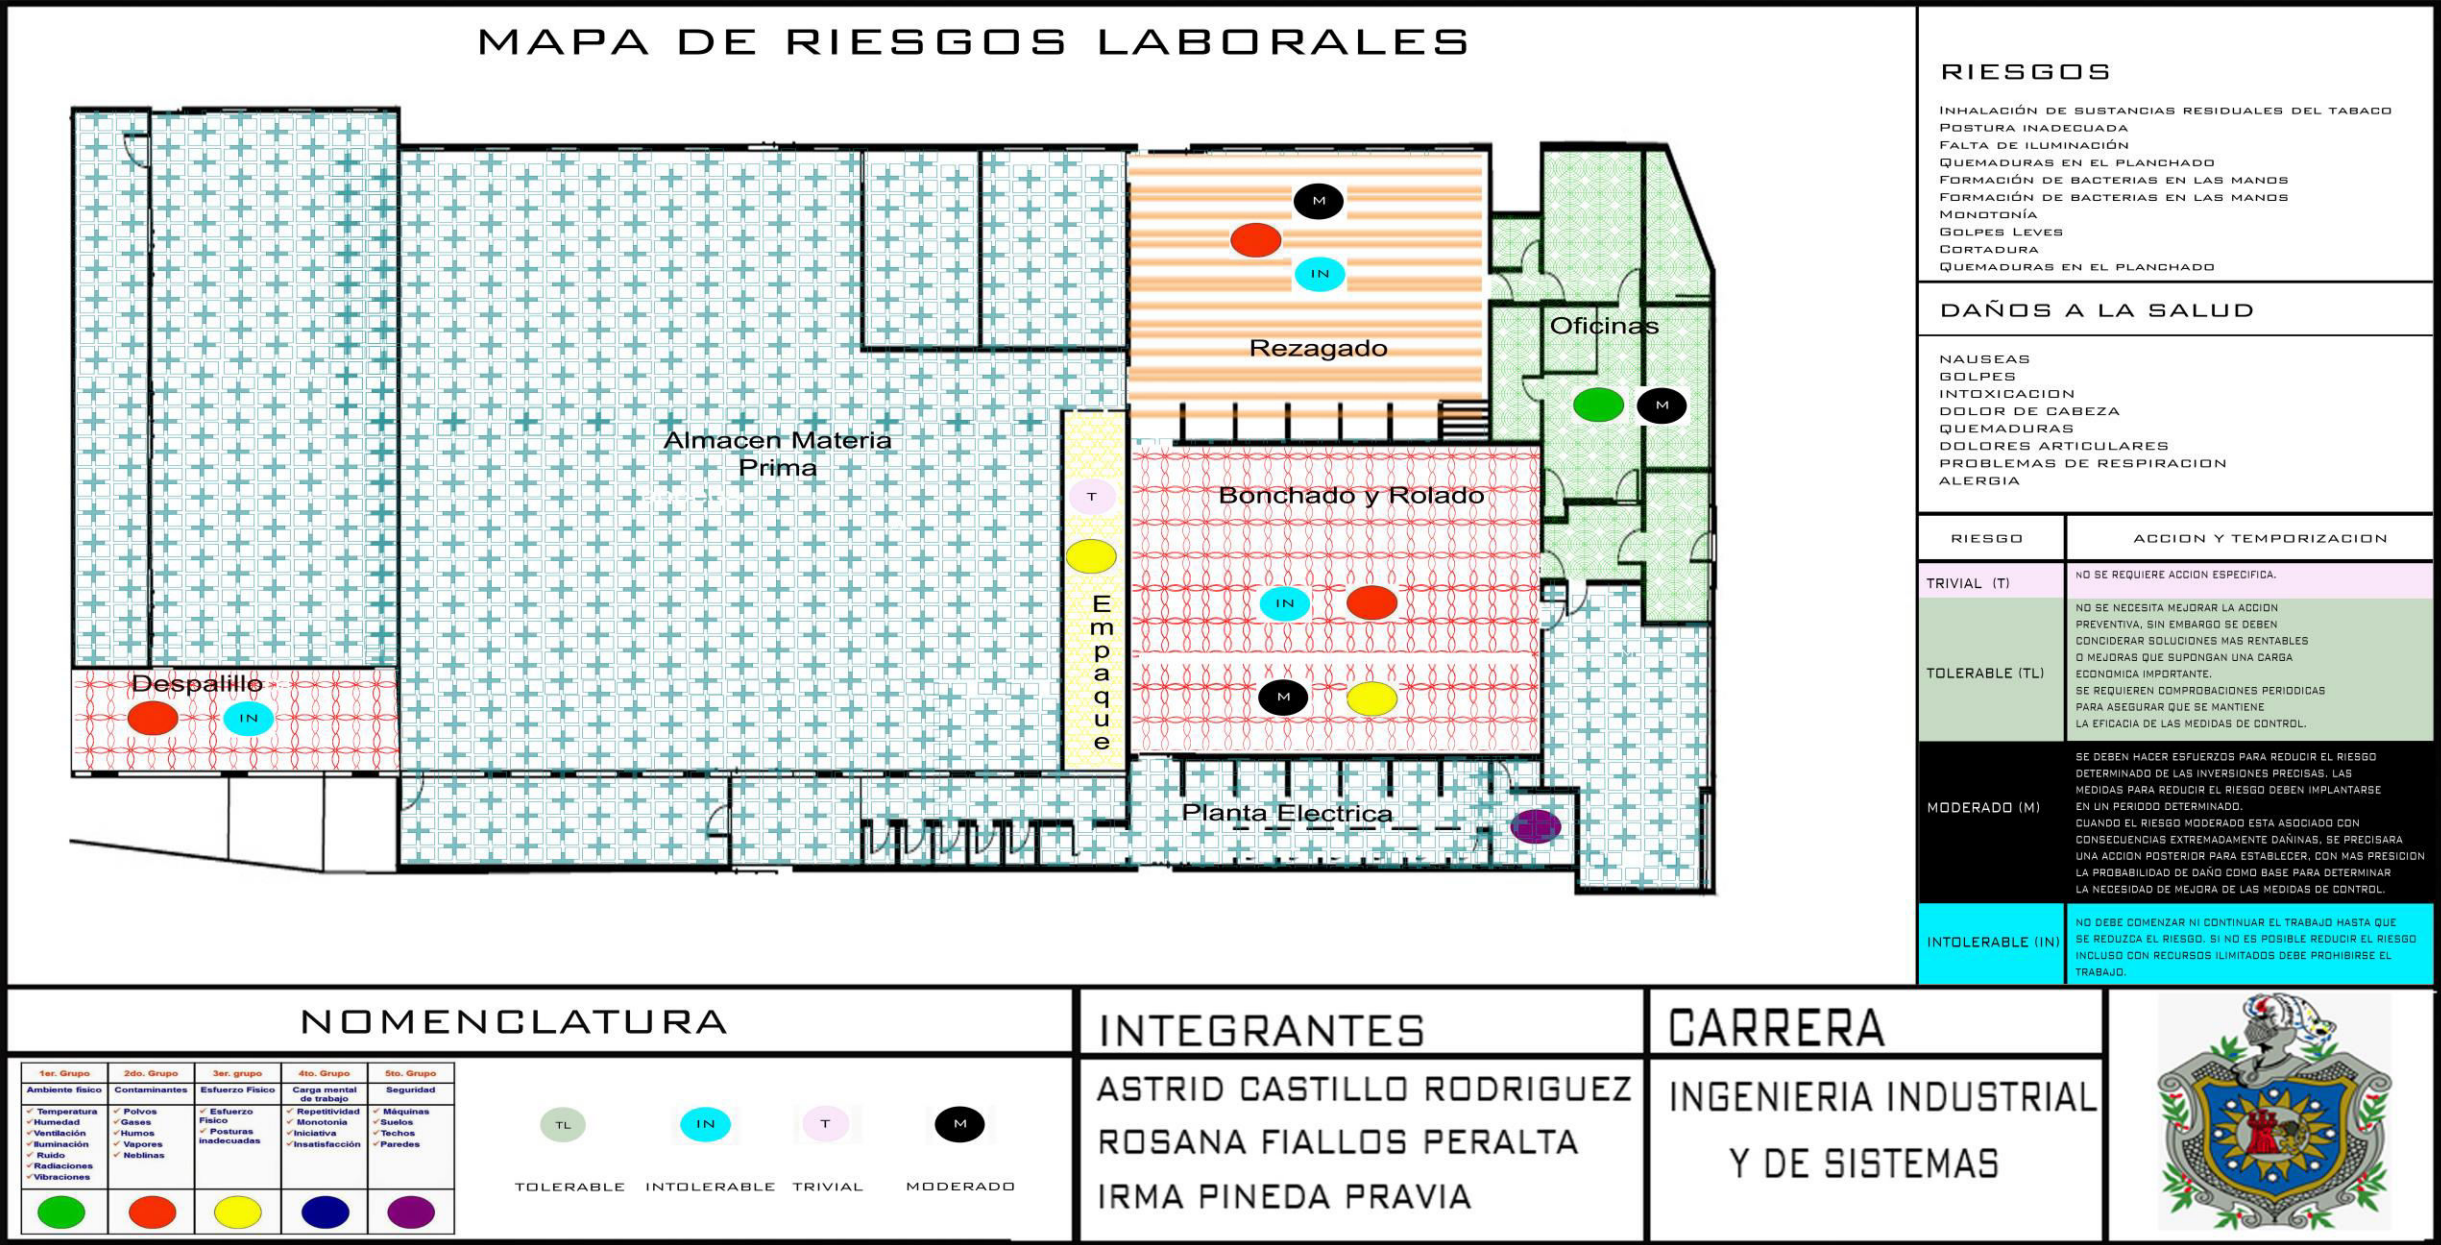 MAPA DE RIESGOS LABORALES
M
IN
Rezagado
Oficinas
M
Almacen Materia
Prima
T
Empaque
Bonchado y Rolado
IN
M
Despalillo
IN
Planta Electrica
RIESGOS
INHALACIÓN DE SUSTANCIAS RESIDUALES DEL TABACO
POSTURA INADECUADA
FALTA DE ILUMINACIÓN
QUEMADURAS EN EL PLANCHADO
FORMACIÓN DE BACTERIAS EN LAS MANOS
FORMACIÓN DE BACTERIAS EN LAS MANOS
MONOTONÍA
GOLPES LEVES
CORTADURA
QUEMADURAS EN EL PLANCHADO
DAÑOS A LA SALUD
NAUSEAS
GOLPES
INTOXICACION
DOLOR DE CABEZA
QUEMADURAS
DOLORES ARTICULARES
PROBLEMAS DE RESPIRACION
ALERGIA
RIESGO ACCION Y TEMPORIZACION
TRIVIAL (T)
NO SE REQUIERE ACCION ESPECIFICA.
TOLERABLE (TL)
NO SE NECESITA MEJORAR LA ACCION
PREVENTIVA, SIN EMBARGO SE DEBEN
CONCIDERAR SOLUCIONES MAS RENTABLES
O MEJORAS QUE SUPONGAN UNA CARGA
ECONOMICA IMPORTANTE.
SE REQUIEREN COMPROBACIONES PERIODICAS
PARA ASEGURAR QUE SE MANTIENE
LA EFICACIA DE LAS MEDIDAS DE CONTROL.
MODERADO (M)
SE DEBEN HACER ESFUERZOS PARA REDUCIR EL RIESGO
DETERMINADO DE LAS INVERSIONES PRECISAS. LAS
MEDIDAS PARA REDUCIR EL RIESGO DEBEN IMPLANTARSE
EN UN PERIODO DETERMINADO.
CUANDO EL RIESGO MODERADO ESTA ASOCIADO CON
CONSECUENCIAS EXTREMADAMENTE DAÑINAS, SE PRECISARA
UNA ACCION POSTERIOR PARA ESTABLECER, CON MAS PRESICION
LA PROBABILIDAD DE DAÑO COMO BASE PARA DETERMINAR
LA NECESIDAD DE MEJORA DE LAS MEDIDAS DE CONTROL.
INTOLERABLE (IN)
NO DEBE COMENZAR NI CONTINUAR EL TRABAJO HASTA QUE
SE REDUZCA EL RIESGO. SI NO ES POSIBLE REDUCIR EL RIESGO
INCLUSO CON RECURSOS ILIMITADOS DEBE PROHIBIRSE EL
TRABAJO.
NOMENCLATURA
1er. Grupo
Ambiente físico
✓ Temperatura
✓ Humedad
✓ Ventilación
✓ Iluminación
✓ Ruido
✓ Radiaciones
✓ Vibraciones
2do. Grupo
Contaminantes
✓ Polvos
✓ Gases
✓ Humos
✓ Vapores
✓ Neblinas
3er. grupo
Esfuerzo Físico
✓ Esfuerzo
Físico
✓ Posturas
inadecuadas
4to. Grupo
Carga mental
de trabajo
✓ Repetitividad
✓ Monotonia
✓ Iniciativa
✓ Insatisfacción
5to. Grupo
Seguridad
✓ Máquinas
✓ Suelos
✓ Techos
✓ Paredes
TL IN T M
TOLERABLE INTOLERABLE TRIVIAL MODERADO
INTEGRANTES
ASTRID CASTILLO RODRIGUEZ
ROSANA FIALLOS PERALTA
IRMA PINEDA PRAVIA
CARRERA
INGENIERIA INDUSTRIAL
Y DE SISTEMAS